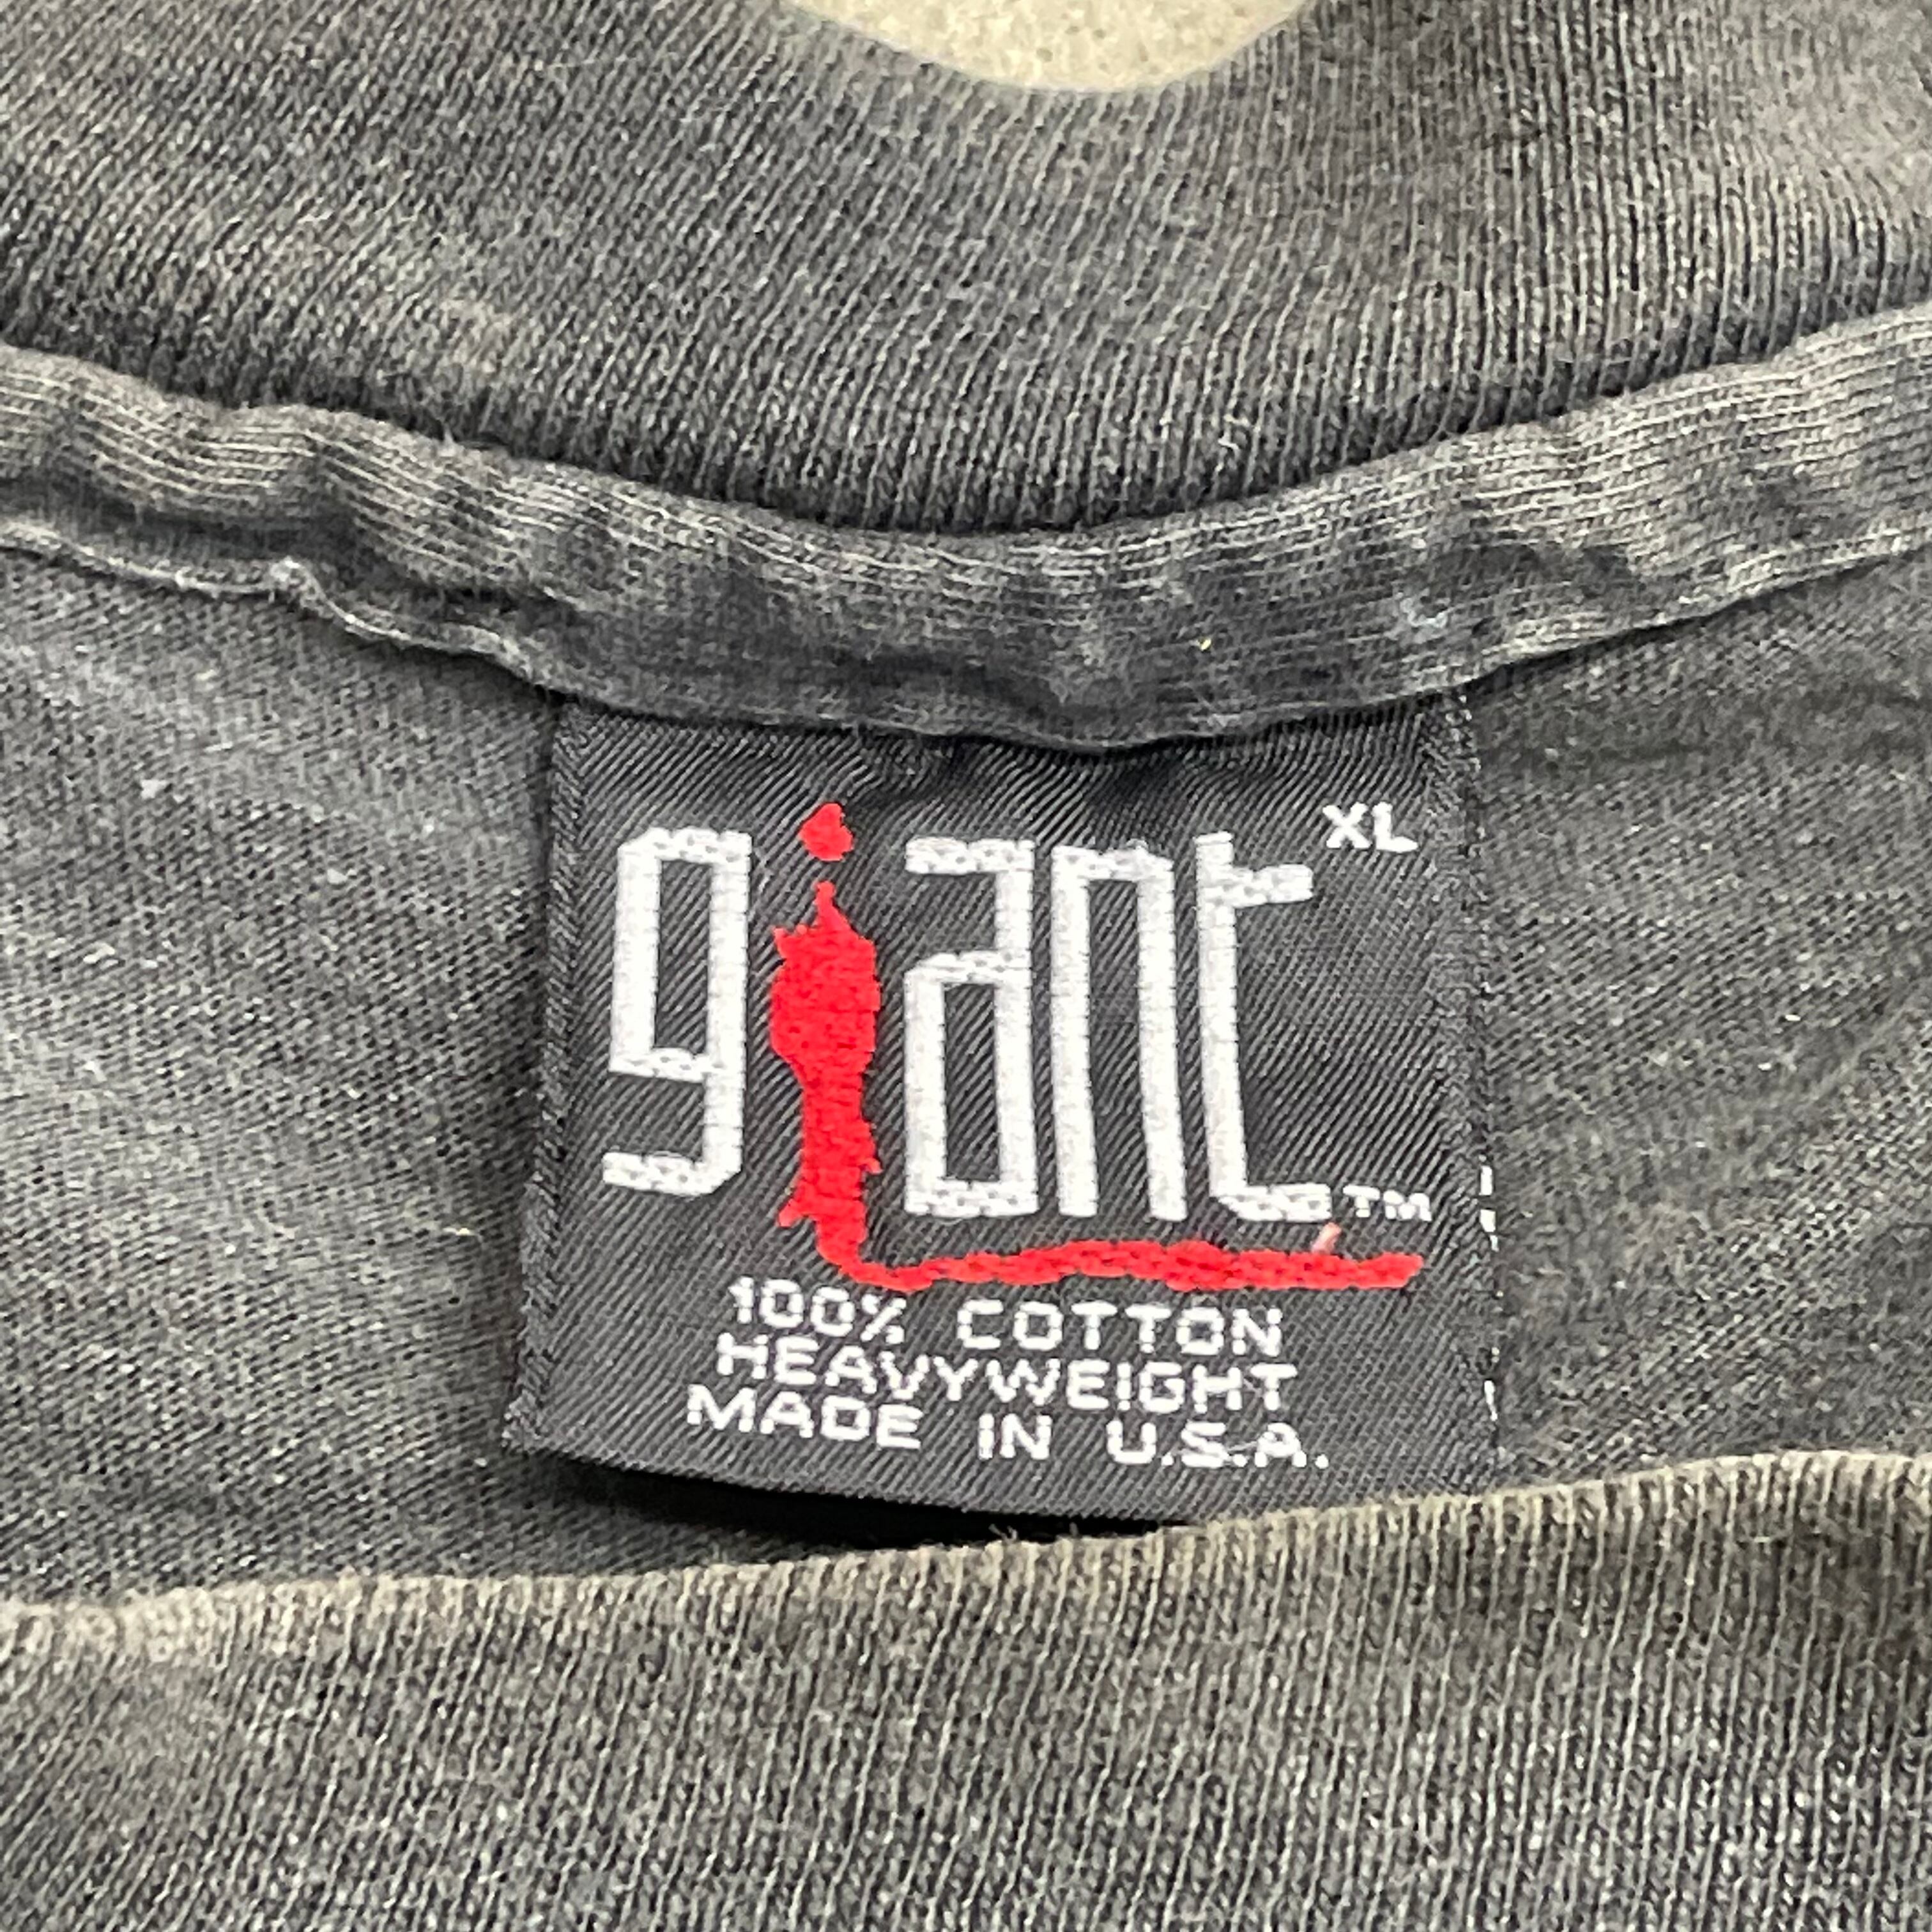 giant XL
TM
100% COTTON
HEAVYWEIGHT
MADE IN U.S.A.